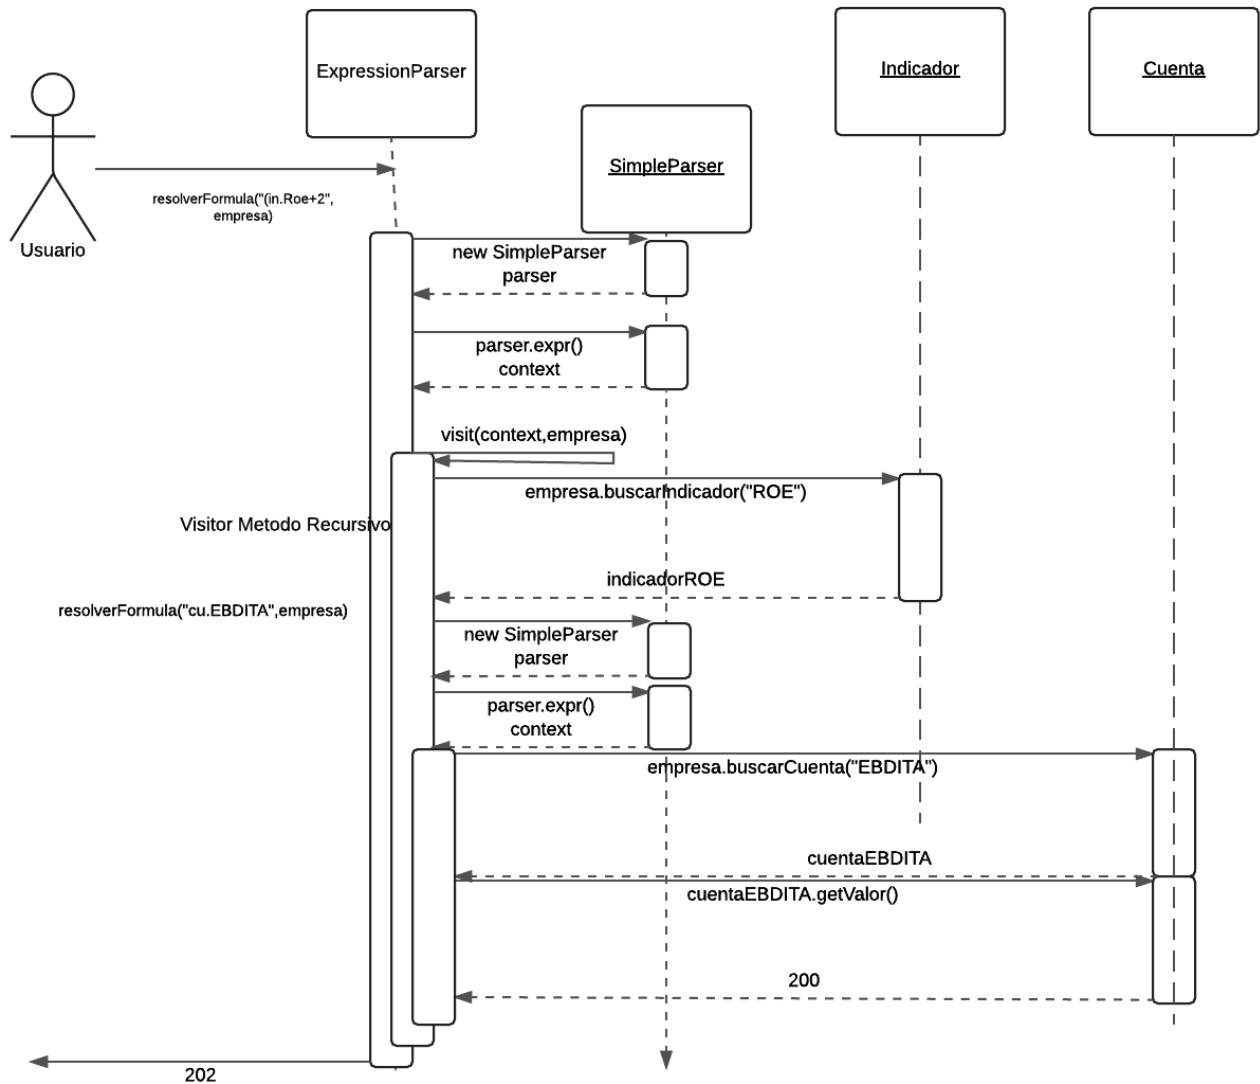 ExpressionParser
Indicador
Cuenta
SimpleParser
resolverFormula("(in.Roe+2",
empresa)
Usuario
new SimpleParser
parser
parser.expr()
context
visit(context,empresa)
empresa.buscarIndicador("ROE")
Visitor Metodo Recursivo
indicadorROE
resolverFormula("cu.EBDITA",empresa)
new SimpleParser
parser
parser.expr()
context
empresa.buscarCuenta("EBDITA")
cuentaEBDITA
cuentaEBDITA.getValor()
200
202